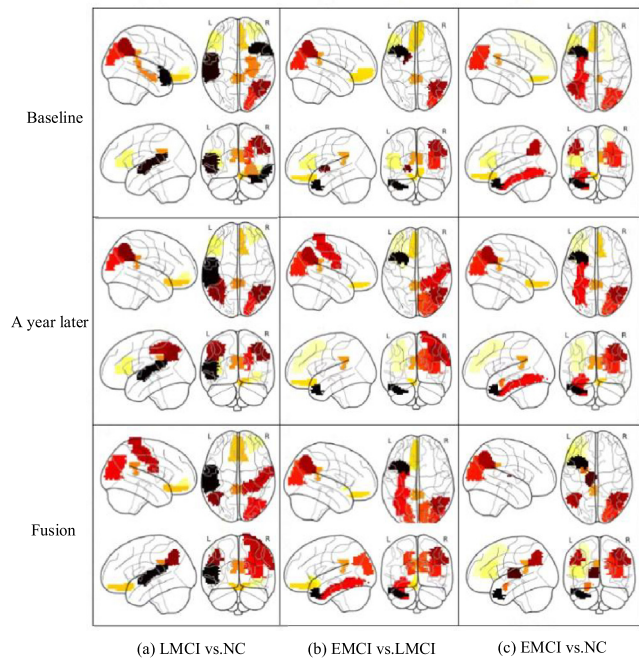 L R L R L R
L R L R L R
Baseline
L R L R L R
L R L R L R
A year later
L R L R L R
L R L R L R
Fusion
(a) LMCI vs.NC (b) EMCI vs.LMCI (c) EMCI vs.NC